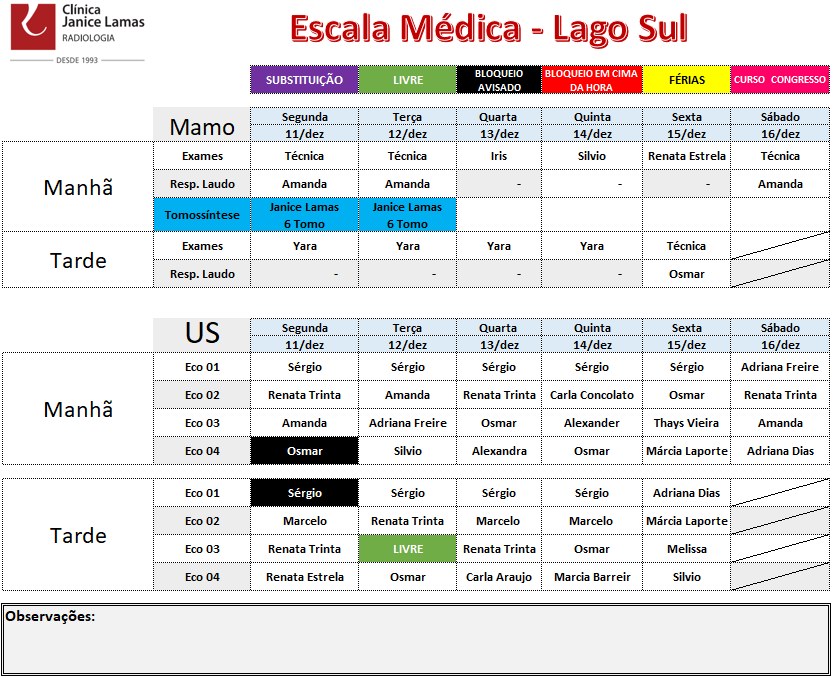 Clínica
Janice Lamas
RADIOLOGIA
DESDE 1993
Escala Médica - Lago Sul
SUBSTITUIÇÃO LIVRE BLOQUEIO AVISADO BLOQUEIO EM CIMA DA HORA FÉRIAS CURSO CONGRESSO
Mamo Segunda Terça Quarta Quinta Sexta Sábado
11/dez 12/dez 13/dez 14/dez 15/dez 16/dez
Manhã
Exames Técnica Técnica Iris Silvio Renata Estrela Técnica
Resp. Laudo Amanda Amanda - - - Amanda
Tomossíntese Janice Lamas 6 Tomo Janice Lamas 6 Tomo
Tarde
Exames Yara Yara Yara Yara Técnica
Resp. Laudo - - - - Osmar
US Segunda Terça Quarta Quinta Sexta Sábado
11/dez 12/dez 13/dez 14/dez 15/dez 16/dez
Manhã
Eco 01 Sérgio Sérgio Sérgio Sérgio Sérgio Adriana Freire
Eco 02 Renata Trinta Amanda Renata Trinta Carla Concolato Osmar Renata Trinta
Eco 03 Amanda Adriana Freire Osmar Alexander Thays Vieira Amanda
Eco 04 Osmar Silvio Alexandra Osmar Márcia Laporte Adriana Dias
Tarde
Eco 01 Sérgio Sérgio Sérgio Sérgio Adriana Dias
Eco 02 Marcelo Renata Trinta Marcelo Marcelo Márcia Laporte
Eco 03 Renata Trinta LIVRE Renata Trinta Osmar Melissa
Eco 04 Renata Estrela Osmar Carla Araujo Marcia Barreir Silvio
Observações: